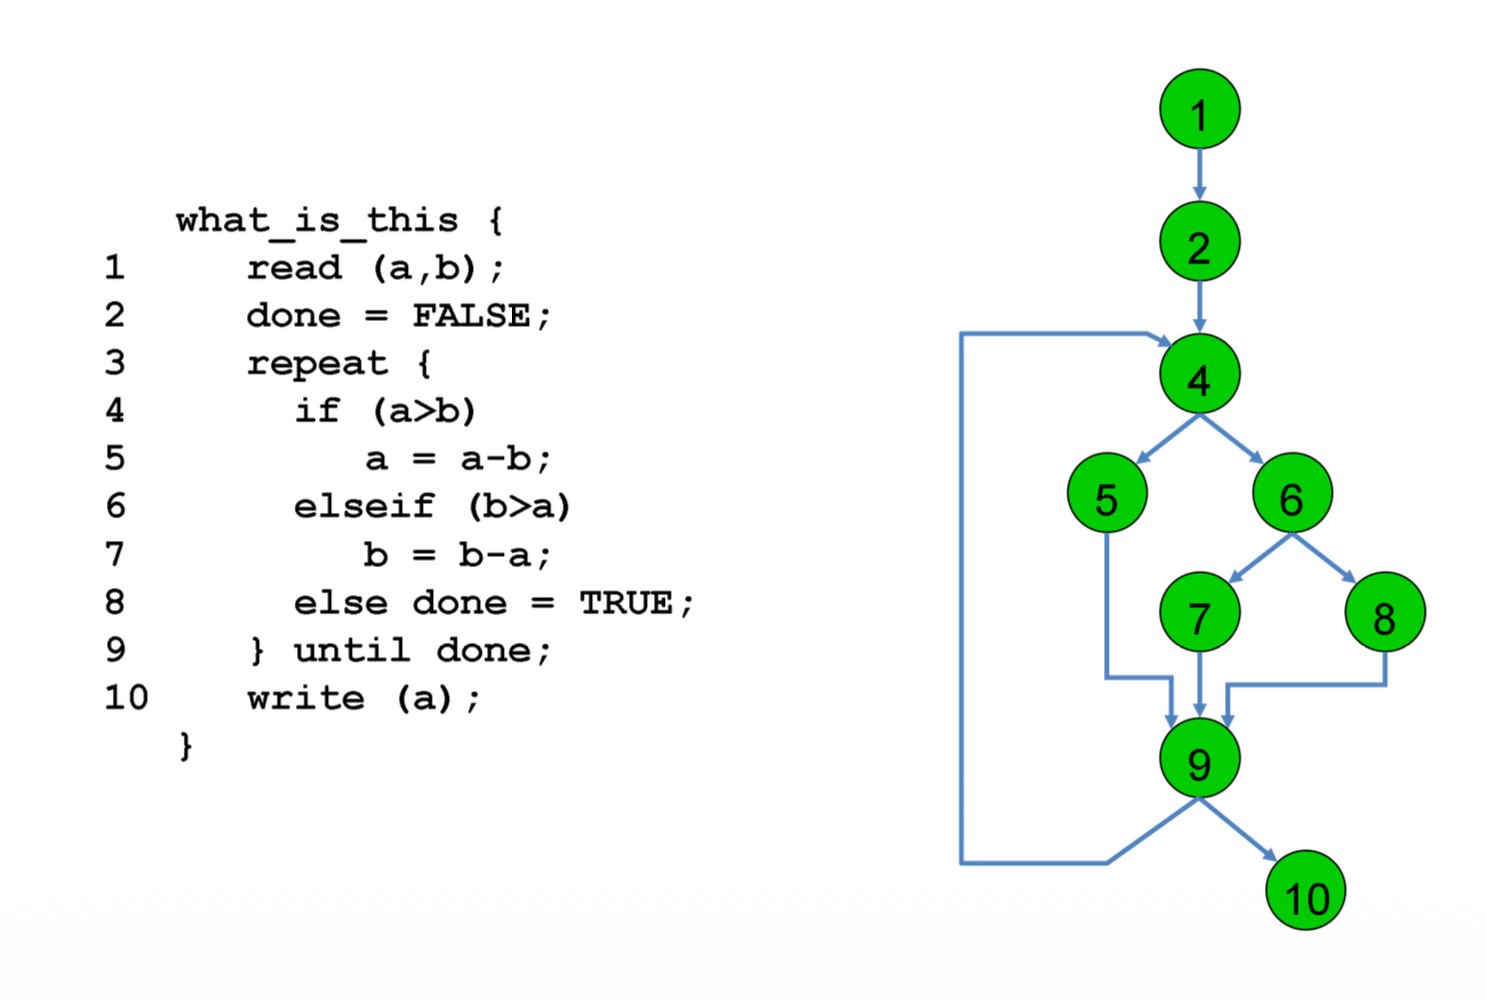 what_is_this {
1 read (a,b);
2 done = FALSE;
3 repeat {
4 if (a>b)
5 a = a-b;
6 elseif (b>a)
7 b = b-a;
8 else done = TRUE;
9 } until done;
10 write (a);
}
1
2
4
5 6
7 8
9
10